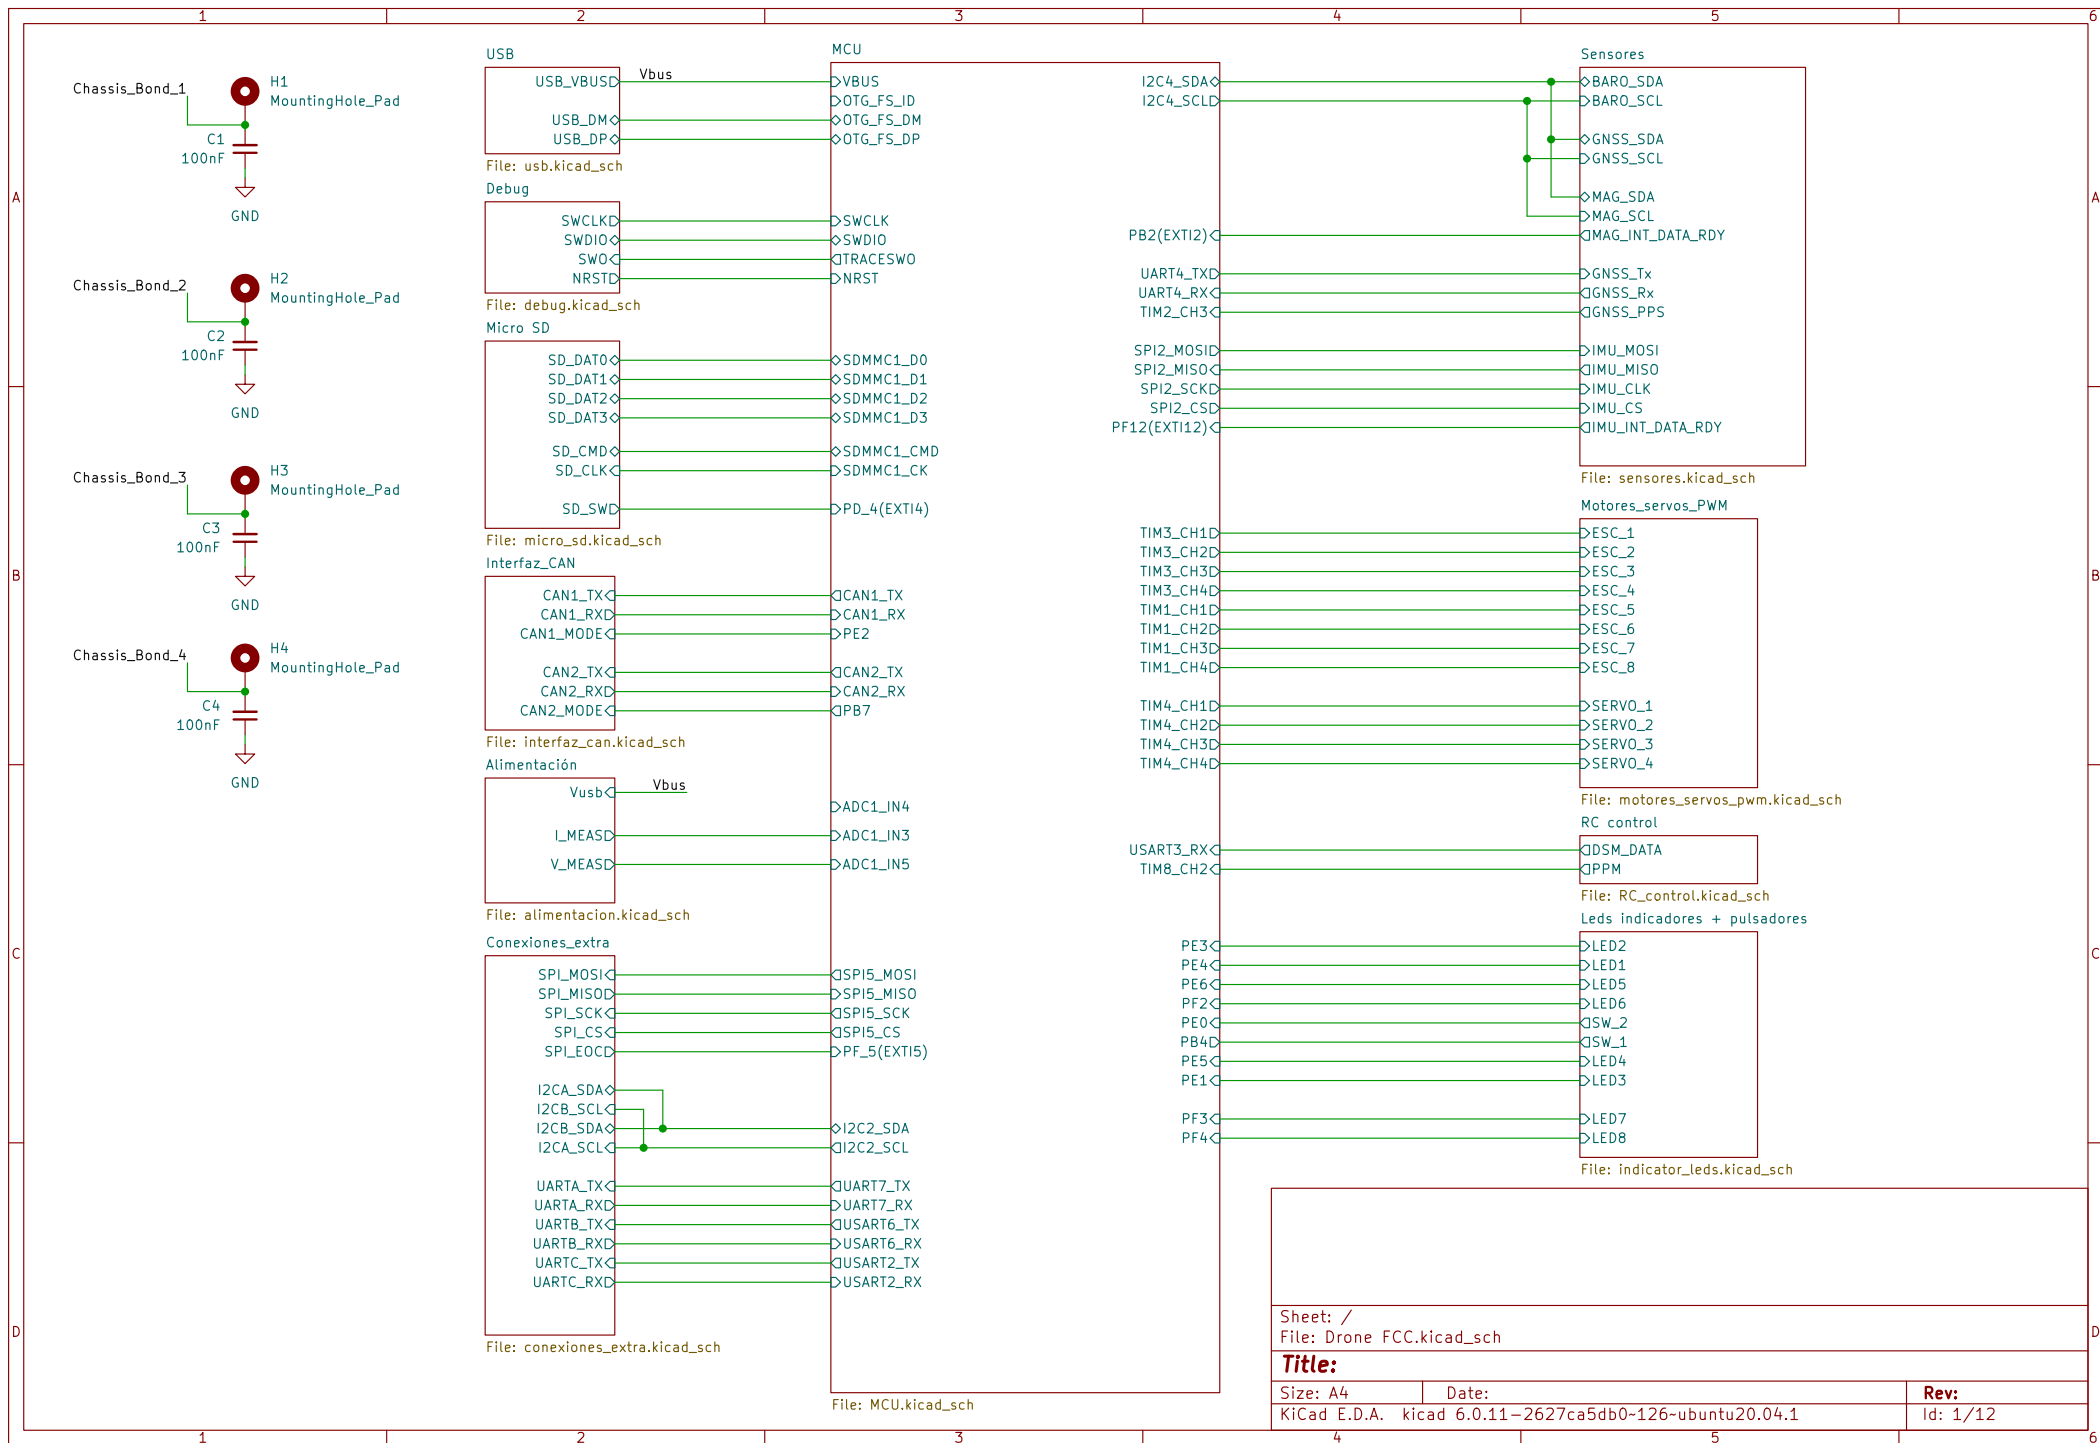 1 2 3 4 5 6
A
B
C
D
Chassis_Bond_1
H1
MountingHole_Pad
C1
100nF
GND
Chassis_Bond_2
H2
MountingHole_Pad
C2
100nF
GND
Chassis_Bond_3
H3
MountingHole_Pad
C3
100nF
GND
Chassis_Bond_4
H4
MountingHole_Pad
C4
100nF
GND
USB
USB_VBUS
Vbus
USB_DM
USB_DP
File: usb.kicad_sch
Debug
SWCLK
SWDIO
SWO
NRST
File: debug.kicad_sch
Micro SD
SD_DAT0
SD_DAT1
SD_DAT2
SD_DAT3
SD_CMD
SD_CLK
SD_SW
File: micro_sd.kicad_sch
Interfaz_CAN
CAN1_TX
CAN1_RX
CAN1_MODE
CAN2_TX
CAN2_RX
CAN2_MODE
File: interfaz_can.kicad_sch
Alimentación
Vusb
Vbus
I_MEAS
V_MEAS
File: alimentacion.kicad_sch
Conexiones_extra
SPI_MOSI
SPI_MISO
SPI_SCK
SPI_CS
SPI_EOC
I2CA_SDA
I2CB_SCL
I2CB_SDA
I2CA_SCL
UARTA_TX
UARTA_RX
UARTB_TX
UARTB_RX
UARTC_TX
UARTC_RX
File: conexiones_extra.kicad_sch
MCU
VBUS
OTG_FS_ID
OTG_FS_DM
OTG_FS_DP
SWCLK
SWDIO
TRACESWO
NRST
SDMMC1_D0
SDMMC1_D1
SDMMC1_D2
SDMMC1_D3
SDMMC1_CMD
SDMMC1_CK
PD_4(EXTI4)
CAN1_TX
CAN1_RX
PE2
CAN2_TX
CAN2_RX
PB7
ADC1_IN4
ADC1_IN3
ADC1_IN5
SPI5_MOSI
SPI5_MISO
SPI5_SCK
SPI5_CS
PF_5(EXTI5)
I2C2_SDA
I2C2_SCL
UART7_TX
UART7_RX
USART6_TX
USART6_RX
USART2_TX
USART2_RX
File: MCU.kicad_sch
I2C4_SDA
I2C4_SCL
PB2(EXTI2)
UART4_TX
UART4_RX
TIM2_CH3
SPI2_MOSI
SPI2_MISO
SPI2_SCK
SPI2_CS
PF12(EXTI12)
TIM3_CH1
TIM3_CH2
TIM3_CH3
TIM3_CH4
TIM1_CH1
TIM1_CH2
TIM1_CH3
TIM1_CH4
TIM4_CH1
TIM4_CH2
TIM4_CH3
TIM4_CH4
USART3_RX
TIM8_CH2
PE3
PE4
PE6
PF2
PE0
PB4
PE5
PE1
PF3
PF4
Sensores
BARO_SDA
BARO_SCL
GNSS_SDA
GNSS_SCL
MAG_SDA
MAG_SCL
MAG_INT_DATA_RDY
GNSS_Tx
GNSS_Rx
GNSS_PPS
IMU_MOSI
IMU_MISO
IMU_CLK
IMU_CS
IMU_INT_DATA_RDY
File: sensores.kicad_sch
Motores_servos_PWM
ESC_1
ESC_2
ESC_3
ESC_4
ESC_5
ESC_6
ESC_7
ESC_8
SERVO_1
SERVO_2
SERVO_3
SERVO_4
File: motores_servos_pwm.kicad_sch
RC control
DSM_DATA
PPM
File: RC_control.kicad_sch
Leds indicadores + pulsadores
LED2
LED1
LED5
LED6
SW_2
SW_1
LED4
LED3
LED7
LED8
File: indicator_leds.kicad_sch
A
B
C
D
Sheet: /
File: Drone FCC.kicad_sch
Title:
Size: A4 Date: Rev:
KiCad E.D.A. kicad 6.0.11-2627ca5db0~126~ubuntu20.04.1 Id: 1/12
1 2 3 4 5 6